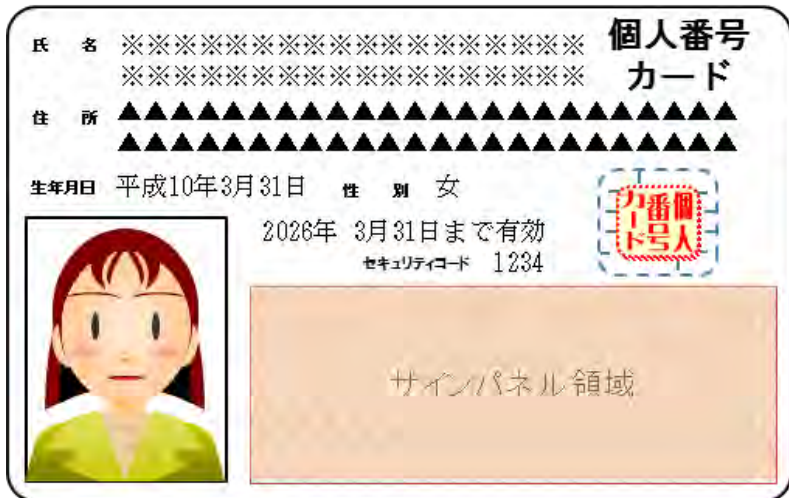 氏 名 ※※※※※※※※※※※※※※※※※※
※※※※※※※※※※※※※※※※※※
個人番号
カード
住 所 ▲▲▲▲▲▲▲▲▲▲▲▲▲▲▲▲▲▲▲▲▲▲▲▲
▲▲▲▲▲▲▲▲▲▲▲▲▲▲▲▲▲▲▲▲▲▲▲▲
生年月日 平成10年3月31日 性 別 女
2026年 3月31日まで有効
セキュリティコード 1234
個人
番号
カード
サインパネル領域